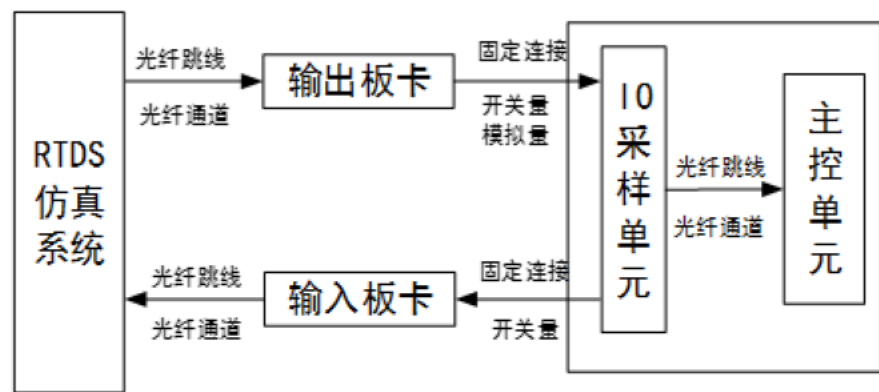 RTDS
仿真
系统
光纤跳线
光纤通道
输出板卡
固定连接
开关量
模拟量
IO
采
样
单
元
光纤跳线
光纤通道
主
控
单
元
光纤跳线
光纤通道
输入板卡
固定连接
开关量